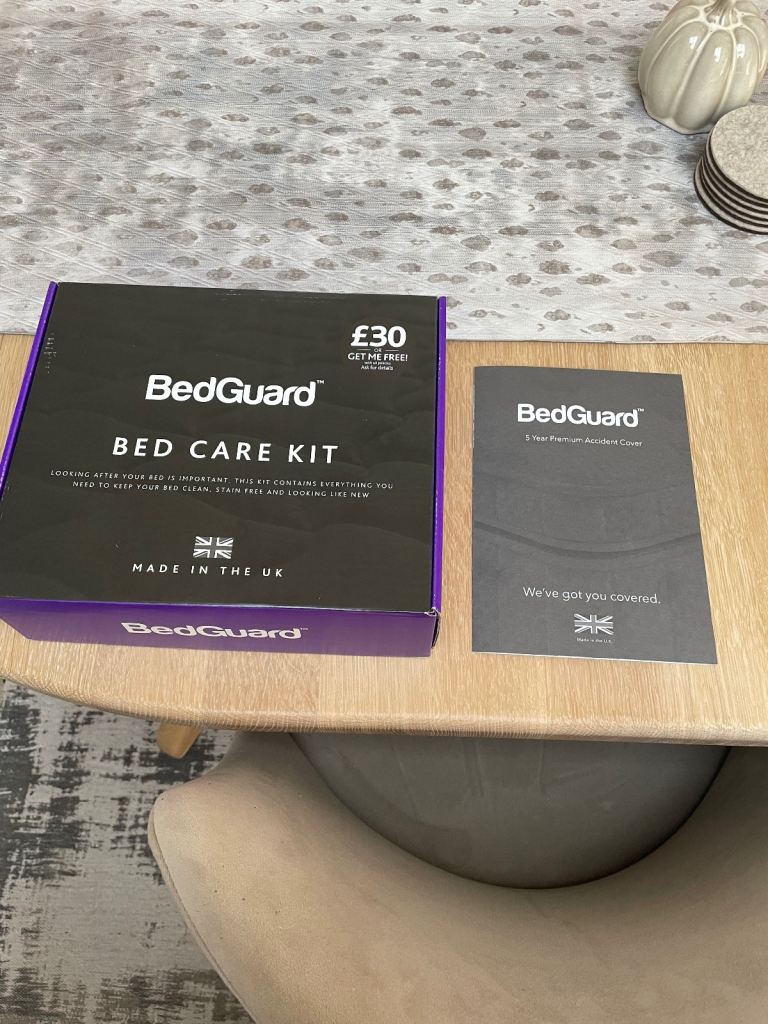 £30
OR
GET ME FREE!
Ask for details
BedGuard™
BED CARE KIT
LOOKING AFTER YOUR BED IS IMPORTANT. THIS KIT CONTAINS EVERYTHING YOU
NEED TO KEEP YOUR BED CLEAN, STAIN FREE AND LOOKING LIKE NEW
MADE IN THE UK
BedGuard™
BedGuard™
5 Year Premium Accident Cover
We've got you covered.
Made in the U.K.